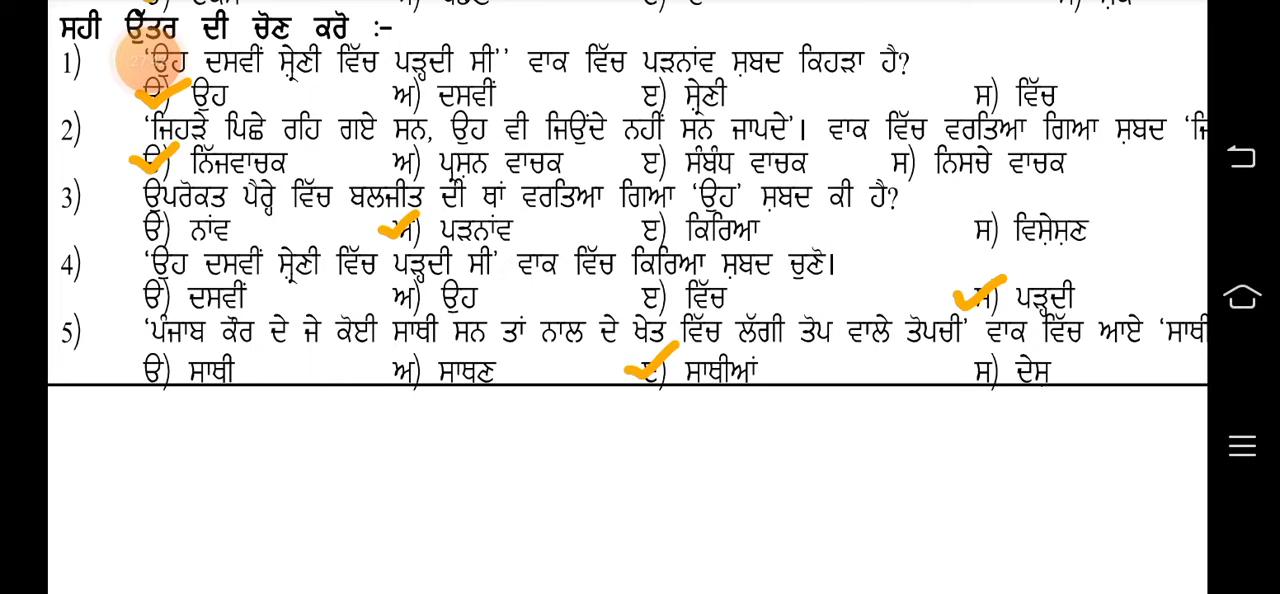 ਸਹੀ ਉੱਤਰ ਦੀ ਚੋਣ ਕਰੋ :-
1) ‘ਉਹ ਦਸਵੀਂ ਸ਼੍ਰੇਣੀ ਵਿੱਚ ਪੜ੍ਹਦੀ ਸੀ’’ ਵਾਕ ਵਿੱਚ ਪੜਨਾਂਵ ਸ਼ਬਦ ਕਿਹੜਾ ਹੈ?
ੳ) ਉਹ ਅ) ਦਸਵੀਂ ੲ) ਸ਼੍ਰੇਣੀ ਸ) ਵਿੱਚ
2) ‘ਜਿਹੜੇ ਪਿਛੇ ਰਹਿ ਗਏ ਸਨ, ਉਹ ਵੀ ਜਿਉਂਦੇ ਨਹੀਂ ਸਨ ਜਾਪਦੇ’। ਵਾਕ ਵਿੱਚ ਵਰਤਿਆ ਗਿਆ ਸ਼ਬਦ ‘ਜਿ
ੳ) ਨਿੱਜਵਾਚਕ ਅ) ਪ੍ਰਸ਼ਨ ਵਾਚਕ ੲ) ਸੰਬੰਧ ਵਾਚਕ ਸ) ਨਿਸਚੇ ਵਾਚਕ
3) ਉਪਰੋਕਤ ਪੈਰ੍ਹੇ ਵਿੱਚ ਬਲਜੀਤ ਦੀ ਥਾਂ ਵਰਤਿਆ ਗਿਆ ‘ਉਹ’ ਸ਼ਬਦ ਕੀ ਹੈ?
ੳ) ਨਾਂਵ ਅ) ਪੜਨਾਂਵ ੲ) ਕਿਰਿਆ ਸ) ਵਿਸ਼ੇਸ਼ਣ
4) ‘ਉਹ ਦਸਵੀਂ ਸ਼੍ਰੇਣੀ ਵਿੱਚ ਪੜ੍ਹਦੀ ਸੀ’ ਵਾਕ ਵਿੱਚ ਕਿਰਿਆ ਸ਼ਬਦ ਚੁਣੋ।
ੳ) ਦਸਵੀਂ ਅ) ਉਹ ੲ) ਵਿੱਚ ਸ) ਪੜ੍ਹਦੀ
5) ‘ਪੰਜਾਬ ਕੌਰ ਦੇ ਜੇ ਕੋਈ ਸਾਥੀ ਸਨ ਤਾਂ ਨਾਲ ਦੇ ਖੇਤ ਵਿੱਚ ਲੱਗੀ ਤੋਪ ਵਾਲੇ ਤੋਪਚੀ’ ਵਾਕ ਵਿੱਚ ਆਏ ‘ਸਾਥੀ
ੳ) ਸਾਥੀ ਅ) ਸਾਥਣ ੲ) ਸਾਥੀਆਂ ਸ) ਦੇਸ਼